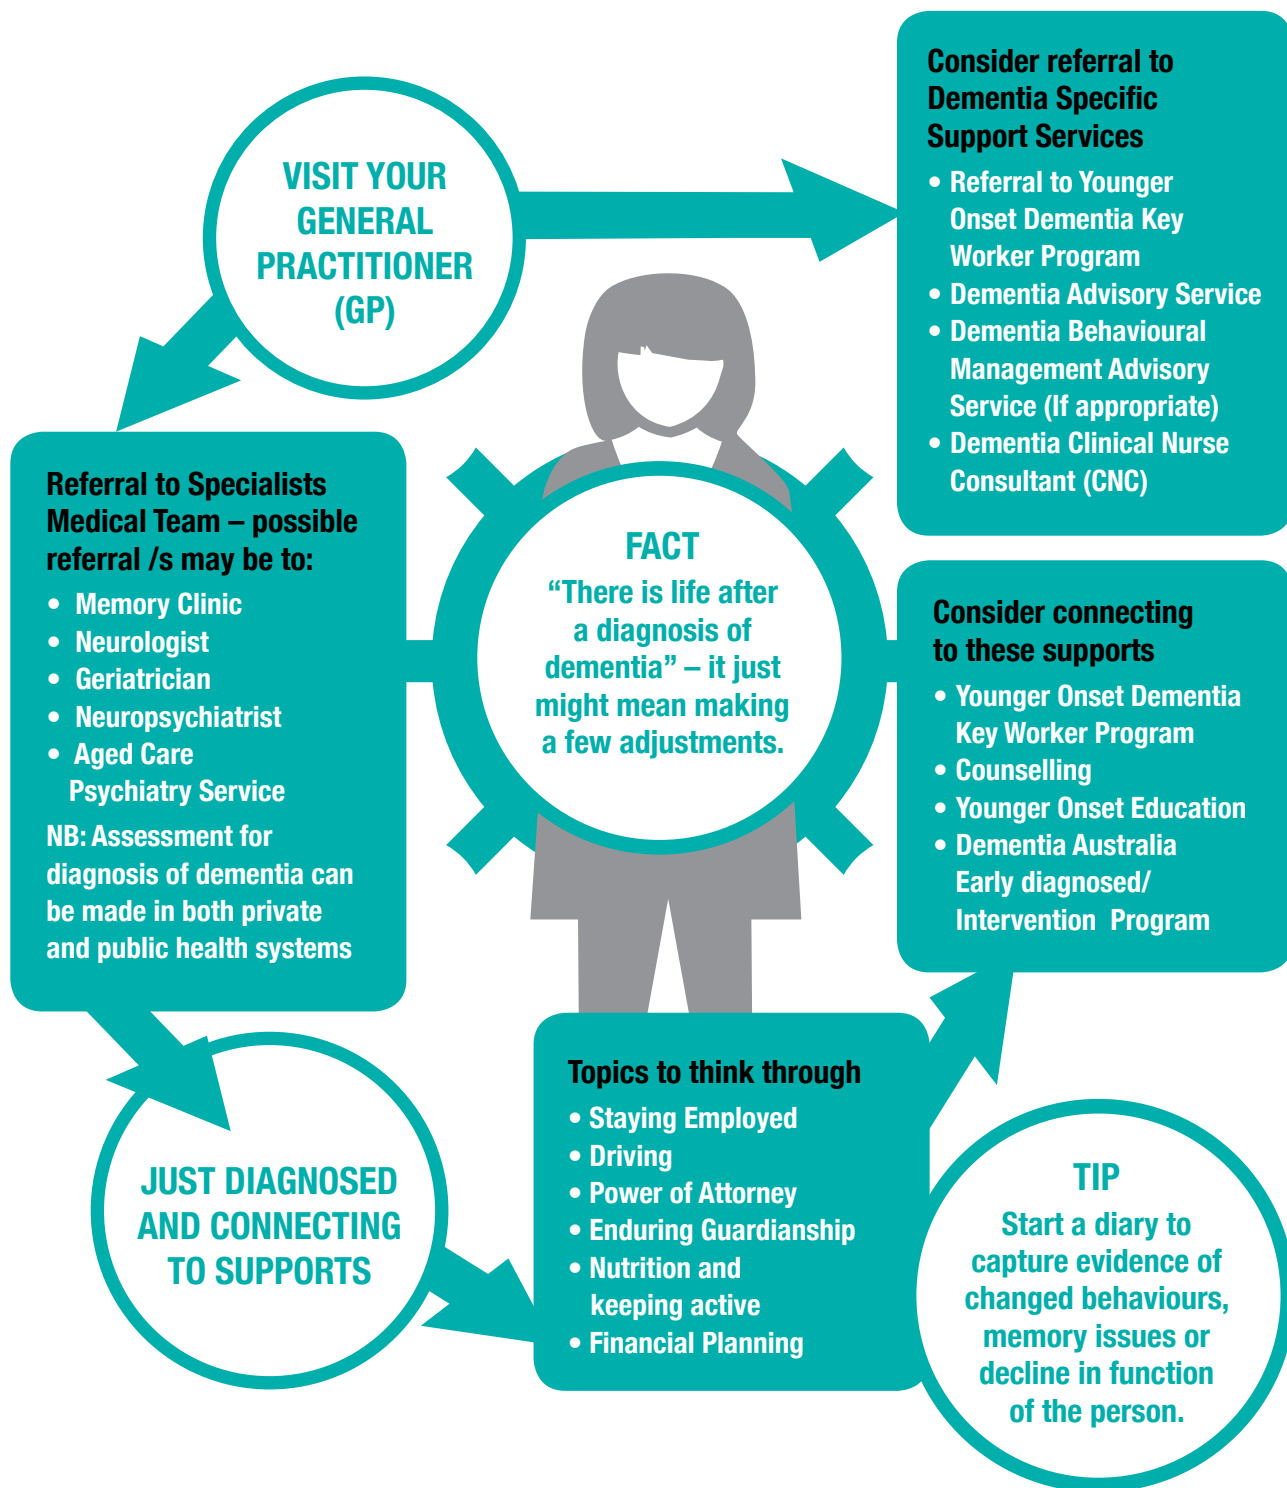 VISIT YOUR
GENERAL
PRACTITIONER
(GP)
Consider referral to
Dementia Specific
Support Services
• Referral to Younger
Onset Dementia Key
Worker Program
• Dementia Advisory Service
• Dementia Behavioural
Management Advisory
Service (If appropriate)
• Dementia Clinical Nurse
Consultant (CNC)
Referral to Specialists
Medical Team – possible
referral /s may be to:
• Memory Clinic
• Neurologist
• Geriatrician
• Neuropsychiatrist
• Aged Care
Psychiatry Service
NB: Assessment for
diagnosis of dementia can
be made in both private
and public health systems
FACT
“There is life after
a diagnosis of
dementia” – it just
might mean making
a few adjustments.
Consider connecting
to these supports
• Younger Onset Dementia
Key Worker Program
• Counselling
• Younger Onset Education
• Dementia Australia
Early diagnosed/
Intervention Program
JUST DIAGNOSED
AND CONNECTING
TO SUPPORTS
Topics to think through
• Staying Employed
• Driving
• Power of Attorney
• Enduring Guardianship
• Nutrition and
keeping active
• Financial Planning
TIP
Start a diary to
capture evidence of
changed behaviours,
memory issues or
decline in function
of the person.